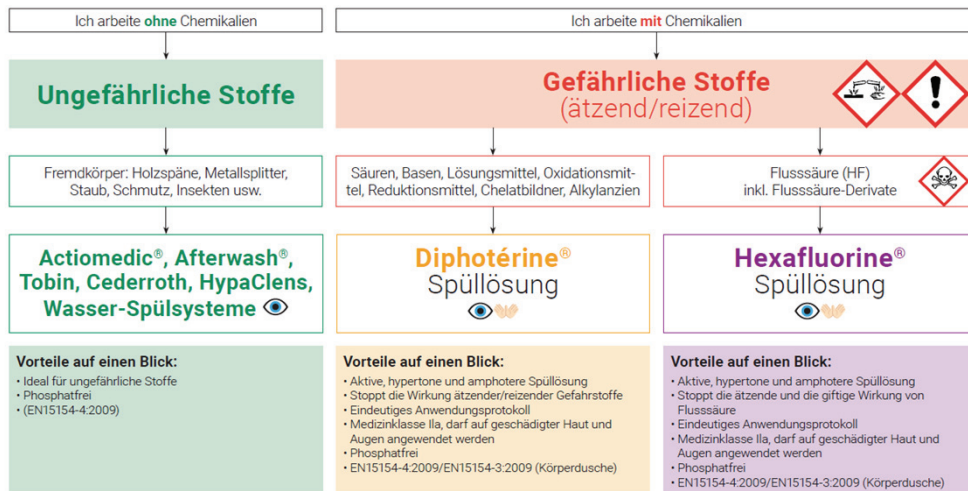 Ich arbeite ohne Chemikalien
Ich arbeite mit Chemikalien
Ungefährliche Stoffe
Gefährliche Stoffe
(ätzend/reizend)
Fremdkörper: Holzspäne, Metallsplitter,
Staub, Schmutz, Insekten usw.
Säuren, Basen, Lösungsmittel, Oxidationsmit-
tel, Reduktionsmittel, Chelatbildner, Alkylanzien
Flusssäure (HF)
inkl. Flusssäure-Derivate
Actiomedic®, Afterwash®,
Tobin, Cederroth, HypaClens,
Wasser-Spülsysteme
Diphotérine®
Spüllösung
Hexafluorine®
Spüllösung
Vorteile auf einen Blick:
• Ideal für ungefährliche Stoffe
• Phosphatfrei
• (EN15154-4:2009)
Vorteile auf einen Blick:
• Aktive, hypertone und amphotere Spüllösung
• Stoppt die Wirkung ätzender/reizender Gefahrstoffe
• Eindeutiges Anwendungsprotokoll
• Medizinklasse IIa, darf auf geschädigter Haut und
Augen angewendet werden
• Phosphatfrei
• EN15154-4:2009/EN15154-3:2009 (Körperdusche)
Vorteile auf einen Blick:
• Aktive, hypertone und amphotere Spüllösung
• Stoppt die ätzende und die giftige Wirkung von
Flusssäure
• Eindeutiges Anwendungsprotokoll
• Medizinklasse IIa, darf auf geschädigter Haut und
Augen angewendet werden
• Phosphatfrei
• EN15154-4:2009/EN15154-3:2009 (Körperdusche)